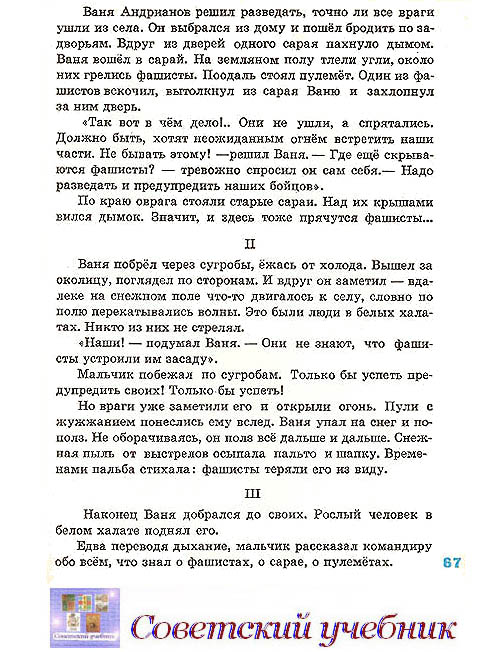 Ваня Андрианов решил разведать, точно ли все враги
ушли из села. Он выбрался из дому и пошёл бродить по за-
дворьям. Вдруг из дверей одного сарая пахнуло дымом.
Ваня вошёл в сарай. На земляном полу тлели угли, около
них грелись фашисты. Поодаль стоял пулемёт. Один из фа-
шистов вскочил, вытолкнул из сарая Ваню и захлопнул
за ним дверь.
«Так вот в чём дело!.. Они не ушли, а спрятались.
Должно быть, хотят неожиданным огнём встретить наши
части. Не бывать этому! —решил Ваня.— Где ещё скрыва-
ются фашисты? — тревожно спросил он сам себя.— Надо
разведать и предупредить наших бойцов».
По краю оврага стояли старые сараи. Над их крышами
вился дымок. Значит, и здесь тоже прячутся фашисты...
II
Ваня побрёл через сугробы, ёжась от холода. Вышел за
околицу, поглядел по сторонам. И вдруг он заметил — вда-
леке на снежном поле что-то двигалось к селу, словно по
полю перекатывались волны. Это были люди в белых хала-
тах. Никто из них не стрелял.
«Наши! — подумал Ваня. — Они не знают, что фаши-
сты устроили им засаду».
Мальчик побежал по сугробам. Только бы успеть пре-
дупредить своих! Только бы успеть!
Но враги уже заметили его и открыли огонь. Пули с
жужжанием понеслись ему вслед. Ваня упал на снег и по-
полз. Не оборачиваясь, он полз всё дальше и дальше. Снеж-
ная пыль от выстрелов осыпала пальто и шапку. Време-
нами пальба стихала: фашисты теряли его из виду.
III
Наконец Ваня добрался до своих. Рослый человек в
белом халате поднял его.
Едва переводя дыхание, мальчик рассказал командиру
обо всём, что знал о фашистах, о сарае, о пулемётах.
67
Советский учебник
Советский учебник